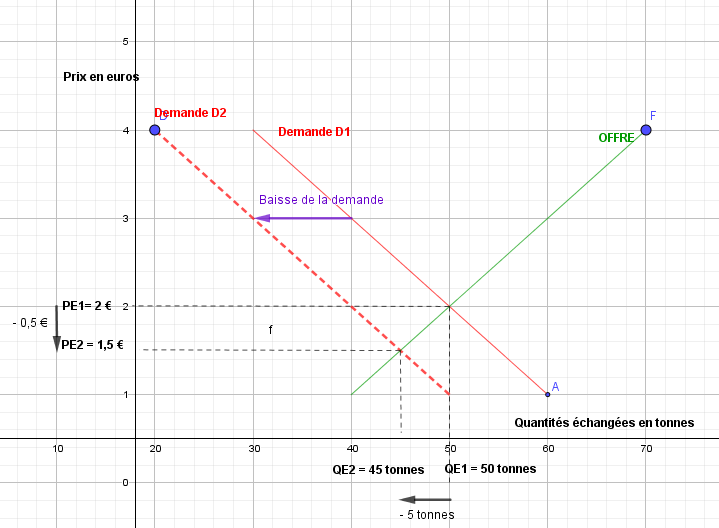 5
Prix en euros
D
Demande D2
4
Demande D1
F
OFFRE
Baisse de la demande
3
PE1= 2 €
2
- 0,5 €
f
PE2 = 1,5 €
1
A
Quantités échangées en tonnes
10
20
30
40
50
60
70
QE2 = 45 tonnes
QE1 = 50 tonnes
0
- 5 tonnes